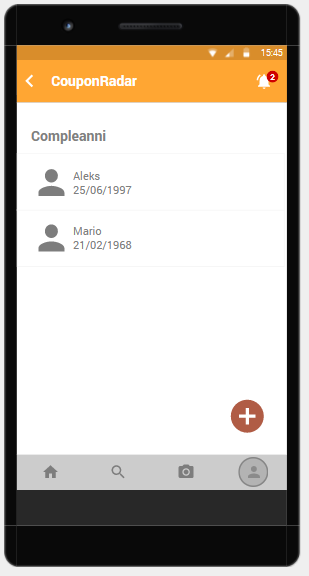 15:45
CouponRadar
2
Compleanni
Aleks
25/06/1997
Mario
21/02/1968